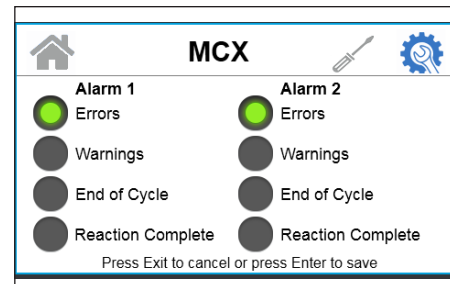 MCX
Alarm 1 Alarm 2
Errors Errors
Warnings Warnings
End of Cycle End of Cycle
Reaction Complete Reaction Complete
Press Exit to cancel or press Enter to save